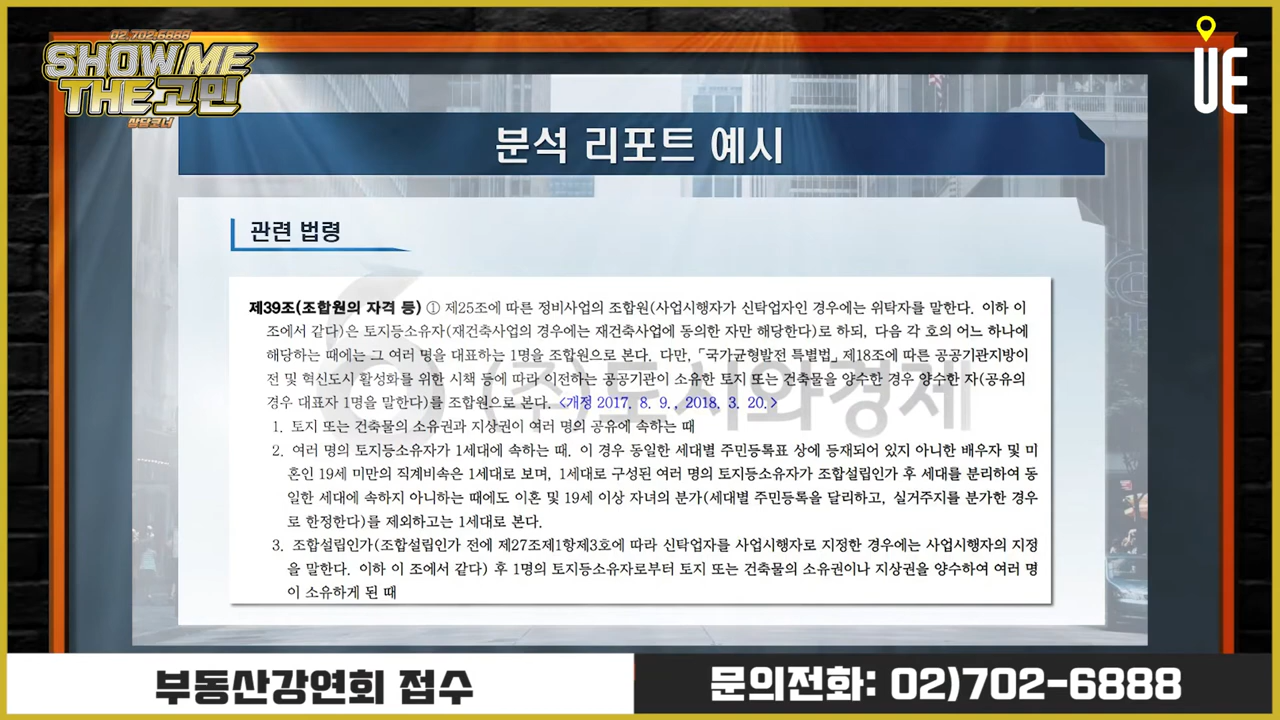 02.702.6888
SHOW ME
THE고민
상담코너
UE
분석 리포트 예시
관련 법령
제39조(조합원의 자격 등) ① 제25조에 따른 정비사업의 조합원(사업시행자가 신탁업자인 경우에는 위탁자를 말한다. 이하 이
조에서 같다)은 토지등소유자(재건축사업의 경우에는 재건축사업에 동의한 자만 해당한다)로 하되, 다음 각 호의 어느 하나에
해당하는 때에는 그 여러 명을 대표하는 1명을 조합원으로 본다. 다만, 「국가균형발전 특별법」 제18조에 따른 공공기관지방이
전 및 혁신도시 활성화를 위한 시책 등에 따라 이전하는 공공기관이 소유한 토지 또는 건축물을 양수한 경우 양수한 자(공유의
경우 대표자 1명을 말한다)를 조합원으로 본다. <개정 2017. 8. 9., 2018. 3. 20.>
1. 토지 또는 건축물의 소유권과 지상권이 여러 명의 공유에 속하는 때
2. 여러 명의 토지등소유자가 1세대에 속하는 때. 이 경우 동일한 세대별 주민등록표 상에 등재되어 있지 아니한 배우자 및 미
혼인 19세 미만의 직계비속은 1세대로 보며, 1세대로 구성된 여러 명의 토지등소유자가 조합설립인가 후 세대를 분리하여 동
일한 세대에 속하지 아니하는 때에도 이혼 및 19세 이상 자녀의 분가(세대별 주민등록을 달리하고, 실거주지를 분가한 경우
로 한정한다)를 제외하고는 1세대로 본다.
3. 조합설립인가(조합설립인가 전에 제27조제1항제3호에 따라 신탁업자를 사업시행자로 지정한 경우에는 사업시행자의 지정
을 말한다. 이하 이 조에서 같다) 후 1명의 토지등소유자로부터 토지 또는 건축물의 소유권이나 지상권을 양수하여 여러 명
이 소유하게 된 때
(주)도시와경제
부동산강연회 접수
문의전화: 02)702-6888